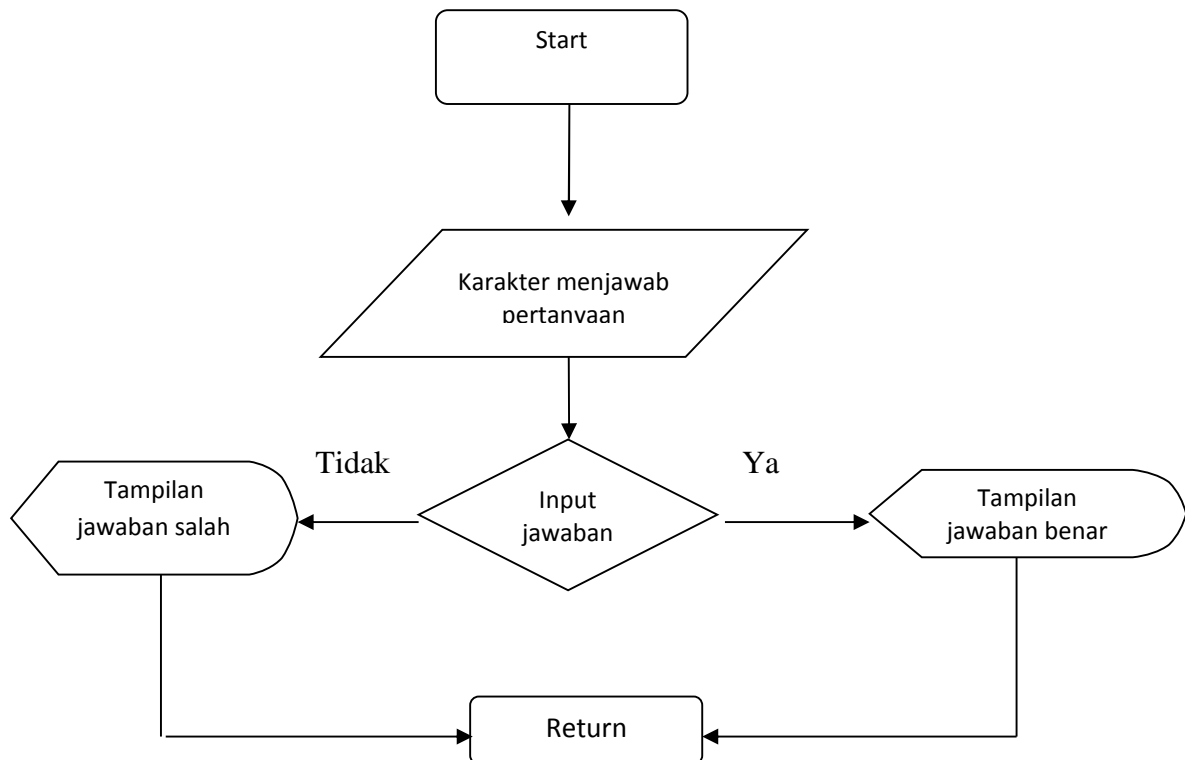 Start
Karakter menjawab
pertanyaan
Tidak
Ya
Tampilan
jawaban salah
Input
jawaban
Tampilan
jawaban benar
Return